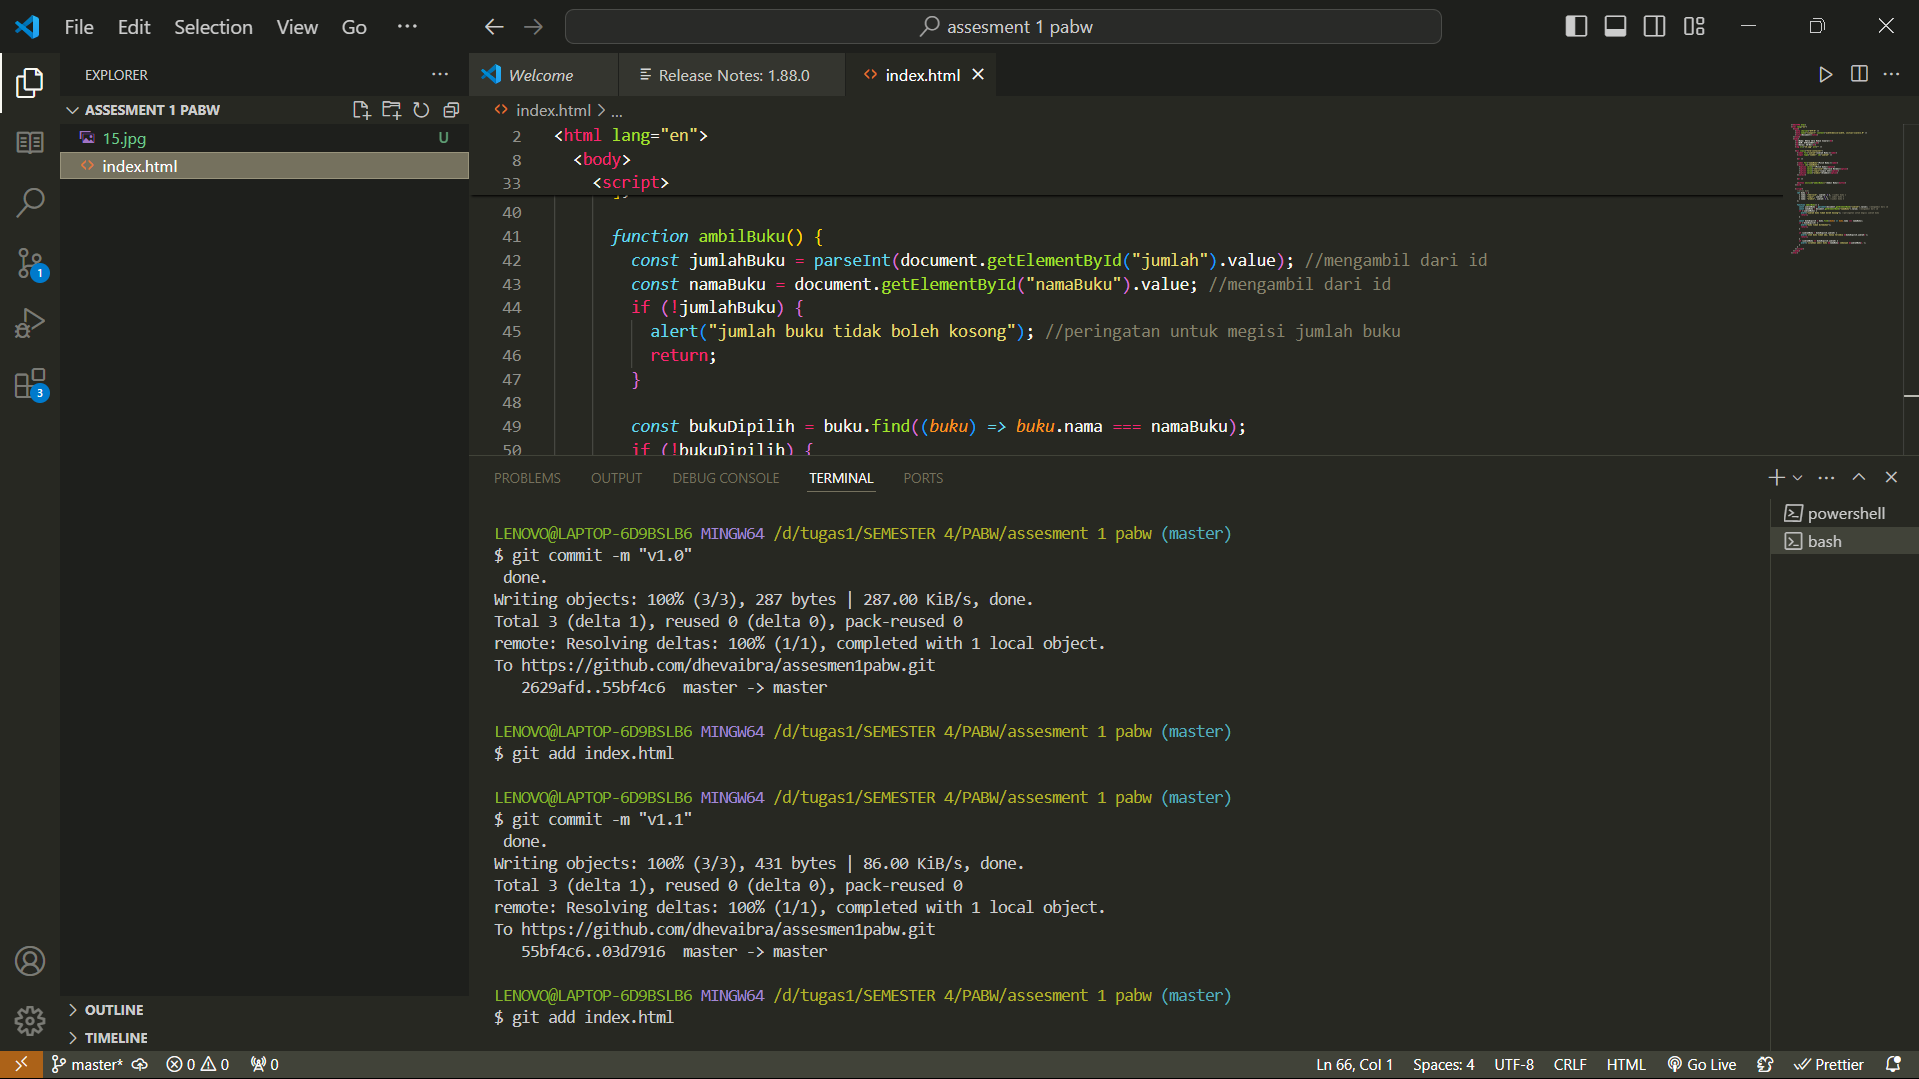 File Edit Selection View Go ...
assesment 1 pabw
EXPLORER
Welcome
Release Notes: 1.88.0
index.html
ASSESMENT 1 PABW
15.jpg U
index.html
index.html > ...
2 <html lang="en">
8 <body>
33 <script>
40
41 function ambilBuku() {
42 const jumlahBuku = parseInt(document.getElementById("jumlah").value); //mengambil dari id
43 const namaBuku = document.getElementById("namaBuku").value; //mengambil dari id
44 if (!jumlahBuku) {
45 alert("jumlah buku tidak boleh kosong"); //peringatan untuk megisi jumlah buku
46 return;
47 }
48
49 const bukuDipilih = buku.find((buku) => buku.nama === namaBuku);
50 if (!bukuDipilih) {
1
3
PROBLEMS OUTPUT DEBUG CONSOLE TERMINAL PORTS
powershell
bash
LENOVO@LAPTOP-6D9BSLB6 MINGW64 /d/tugas1/SEMESTER 4/PABW/assesment 1 pabw (master)
$ git commit -m "v1.0"
done.
Writing objects: 100% (3/3), 287 bytes | 287.00 KiB/s, done.
Total 3 (delta 1), reused 0 (delta 0), pack-reused 0
remote: Resolving deltas: 100% (1/1), completed with 1 local object.
To https://github.com/dhevaibra/assesmen1pabw.git
2629afd..55bf4c6 master -> master
LENOVO@LAPTOP-6D9BSLB6 MINGW64 /d/tugas1/SEMESTER 4/PABW/assesment 1 pabw (master)
$ git add index.html
LENOVO@LAPTOP-6D9BSLB6 MINGW64 /d/tugas1/SEMESTER 4/PABW/assesment 1 pabw (master)
$ git commit -m "v1.1"
done.
Writing objects: 100% (3/3), 431 bytes | 86.00 KiB/s, done.
Total 3 (delta 1), reused 0 (delta 0), pack-reused 0
remote: Resolving deltas: 100% (1/1), completed with 1 local object.
To https://github.com/dhevaibra/assesmen1pabw.git
55bf4c6..03d7916 master -> master
LENOVO@LAPTOP-6D9BSLB6 MINGW64 /d/tugas1/SEMESTER 4/PABW/assesment 1 pabw (master)
$ git add index.html
OUTLINE
TIMELINE
master* 0 0 0 Ln 66, Col 1 Spaces: 4 UTF-8 CRLF HTML Go Live Prettier